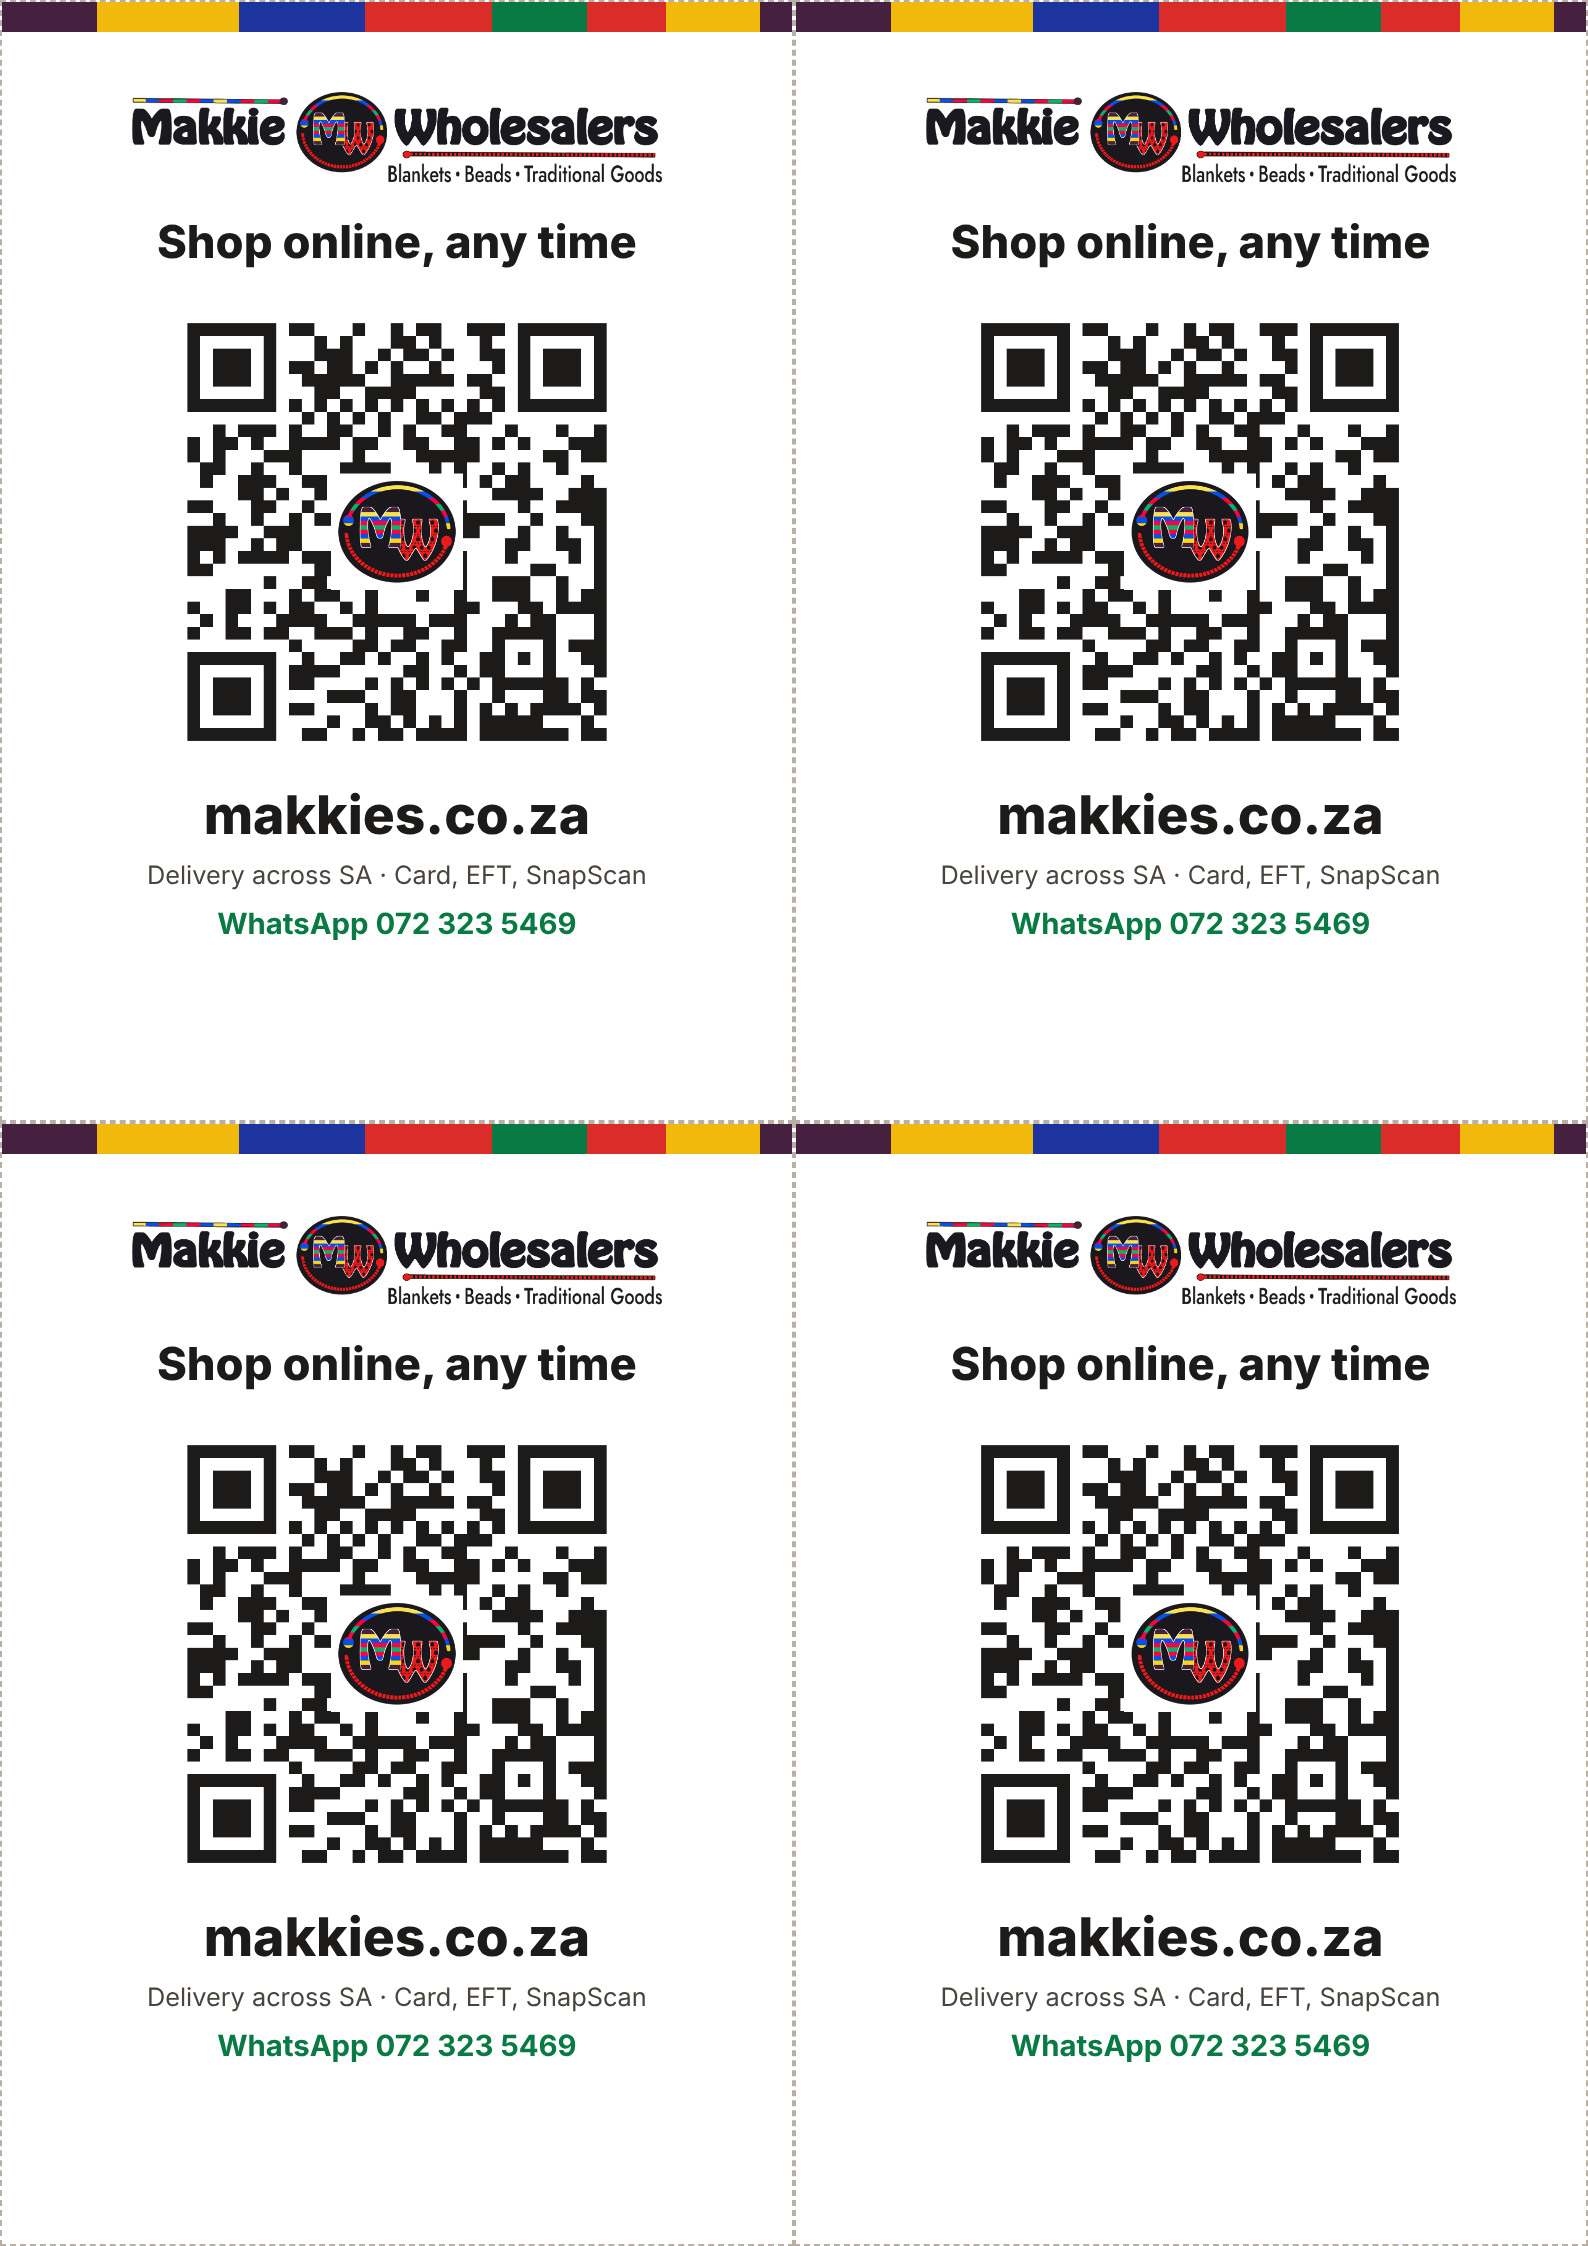 Makkie MW Wholesalers
Blankets • Beads • Traditional Goods
Shop online, any time
MW
makkies.co.za
Delivery across SA · Card, EFT, SnapScan
WhatsApp 072 323 5469
Makkie MW Wholesalers
Blankets • Beads • Traditional Goods
Shop online, any time
MW
makkies.co.za
Delivery across SA · Card, EFT, SnapScan
WhatsApp 072 323 5469
Makkie MW Wholesalers
Blankets • Beads • Traditional Goods
Shop online, any time
MW
makkies.co.za
Delivery across SA · Card, EFT, SnapScan
WhatsApp 072 323 5469
Makkie MW Wholesalers
Blankets • Beads • Traditional Goods
Shop online, any time
MW
makkies.co.za
Delivery across SA · Card, EFT, SnapScan
WhatsApp 072 323 5469